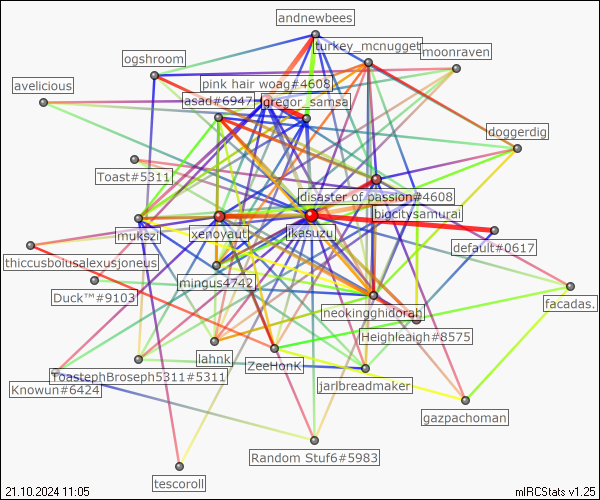 andnewbees
turkey_mcnugget
moonraven
ogshroom
avelicious
pink hair woag#4608
asad#6947
gregor_samsa
doggerdig
Toast#5311
disaster of passion#4608
bigcitysamurai
mukszi
xenoyaut
ikasuzu
default#0617
thiccusbolusalexusjoneus
mingus4742
Duck™#9103
facadas.
neokingghidorah
Heighleaigh#8575
lahnk
ZeeHonK
ToastephBroseph5311#5311
Knowun#6424
jarlbreadmaker
gazpachoman
Random Stuf6#5983
tescoroll
21.10.2024 11:05
mIRCStats v1.25